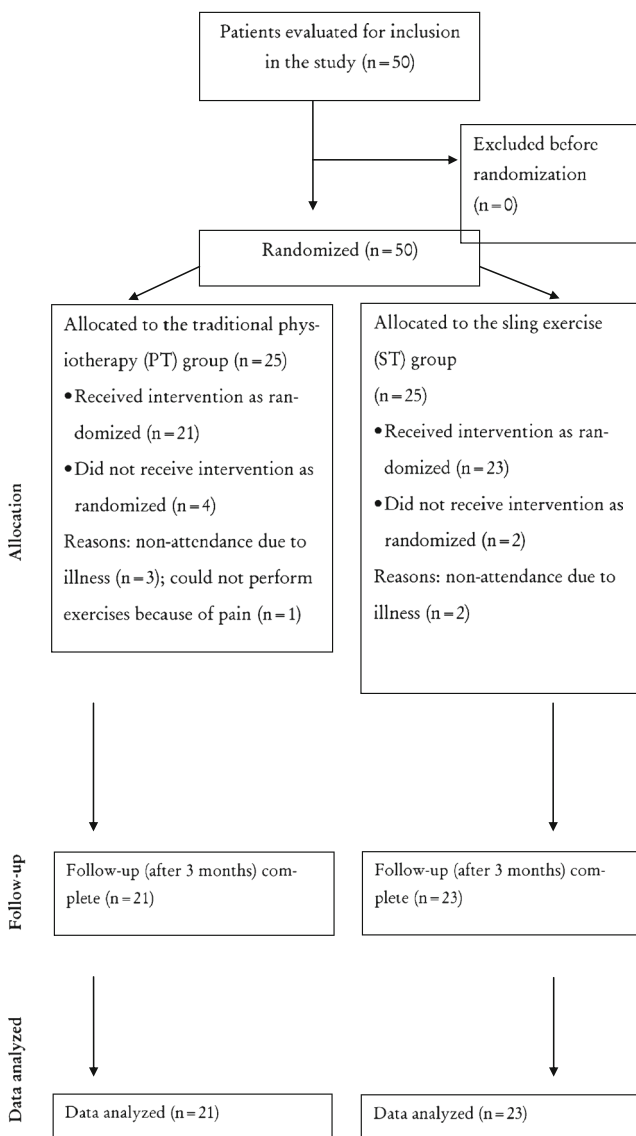 Patients evaluated for inclusion
in the study (n=50)
Excluded before
randomization
(n=0)
Randomized (n=50)
Allocation
Allocated to the traditional phys-
iotherapy (PT) group (n=25)
•Received intervention as ran-
domized (n=21)
•Did not receive intervention as
randomized (n=4)
Reasons: non-attendance due to
illness (n=3); could not perform
exercises because of pain (n=1)
Allocated to the sling exercise
(ST) group
(n=25)
•Received intervention as ran-
domized (n=23)
•Did not receive intervention as
randomized (n=2)
Reasons: non-attendance due to
illness (n=2)
Follow-up
Follow-up (after 3 months) com-
plete (n=21)
Follow-up (after 3 months) com-
plete (n=23)
Data analyzed
Data analyzed (n=21)
Data analyzed (n=23)